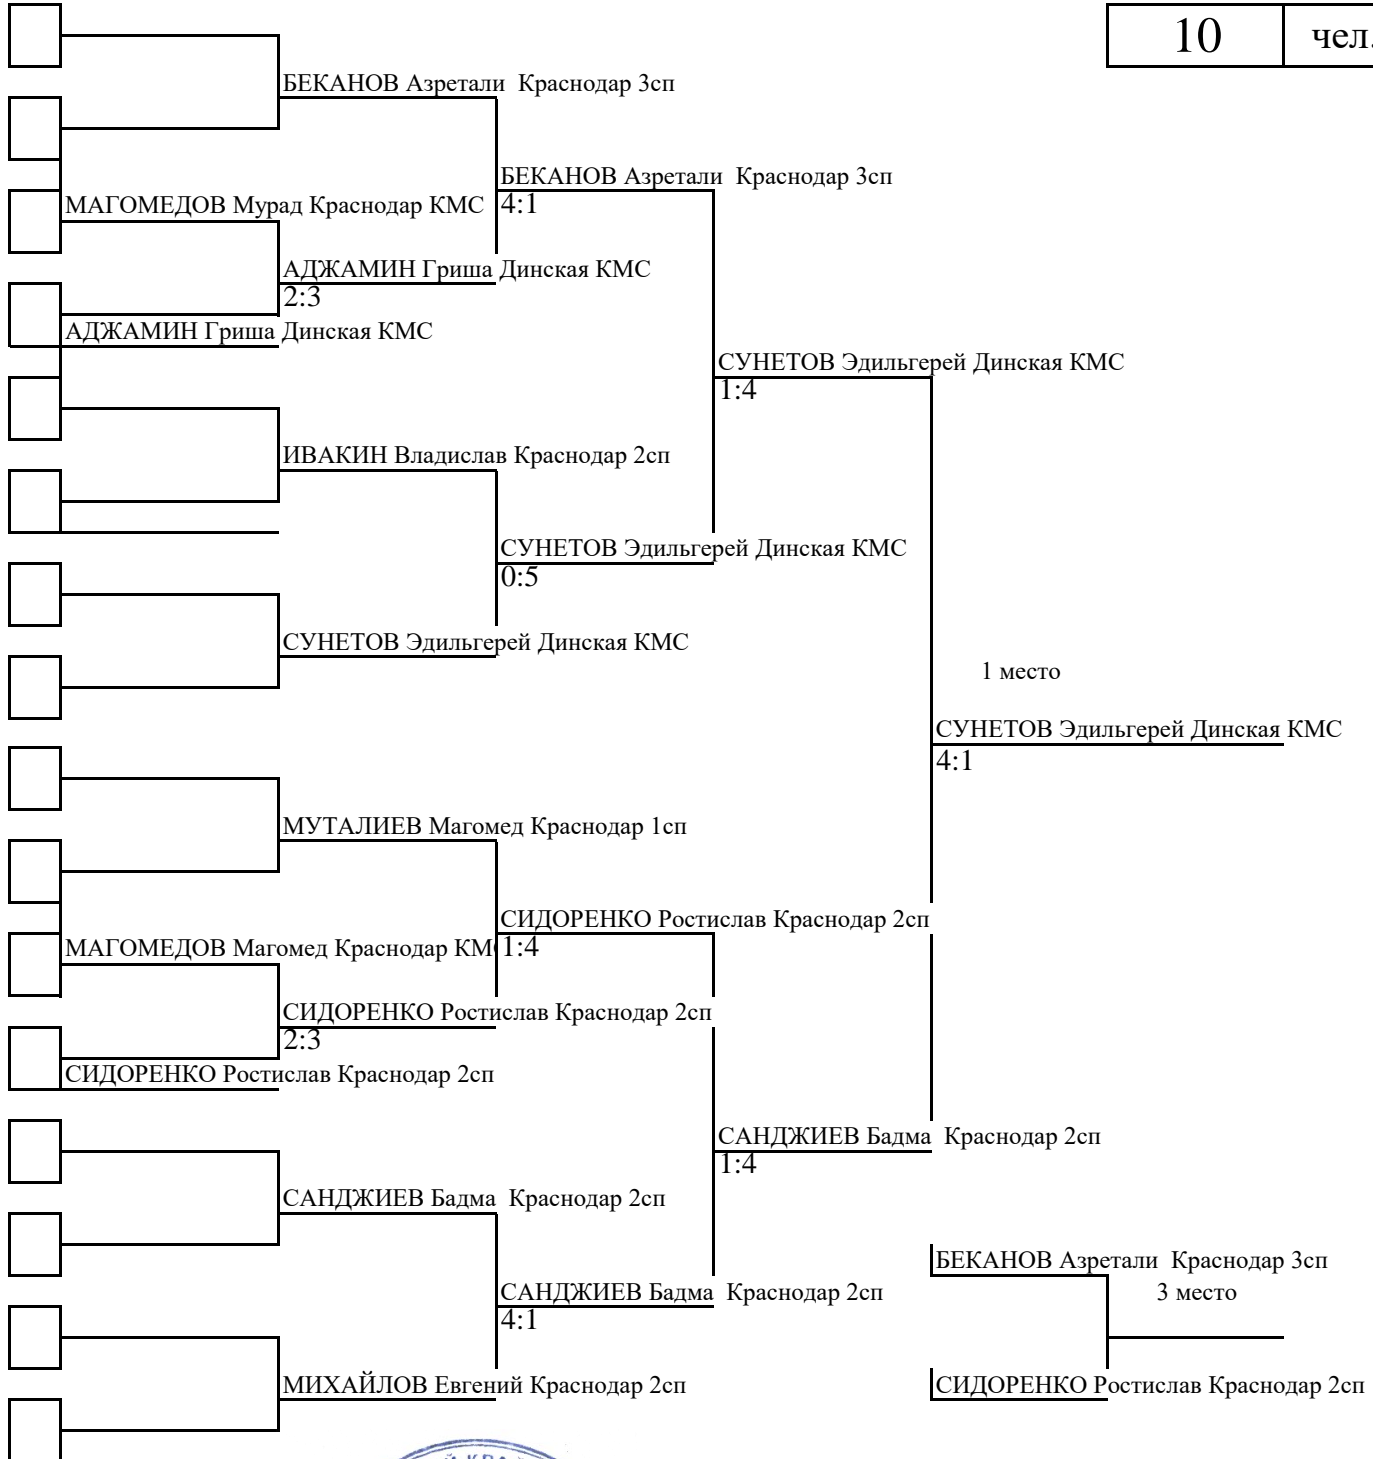 10 чел.
БЕКАНОВ Азретали Краснодар 3сп
БЕКАНОВ Азретали Краснодар 3сп
МАГОМЕДОВ Мурад Краснодар КМС
4:1
АДЖАМИН Гриша Динская КМС
2:3
АДЖАМИН Гриша Динская КМС
СУНЕТОВ Эдильгерей Динская КМС
1:4
ИВАКИН Владислав Краснодар 2сп
СУНЕТОВ Эдильгерей Динская КМС
0:5
СУНЕТОВ Эдильгерей Динская КМС
1 место
СУНЕТОВ Эдильгерей Динская КМС
4:1
МУТАЛИЕВ Магомед Краснодар 1сп
СИДОРЕНКО Ростислав Краснодар 2сп
МАГОМЕДОВ Магомед Краснодар КМ
1:4
СИДОРЕНКО Ростислав Краснодар 2сп
2:3
СИДОРЕНКО Ростислав Краснодар 2сп
САНДЖИЕВ Бадма Краснодар 2сп
1:4
САНДЖИЕВ Бадма Краснодар 2сп
БЕКАНОВ Азретали Краснодар 3сп
САНДЖИЕВ Бадма Краснодар 2сп
3 место
4:1
МИХАЙЛОВ Евгений Краснодар 2сп
СИДОРЕНКО Ростислав Краснодар 2сп